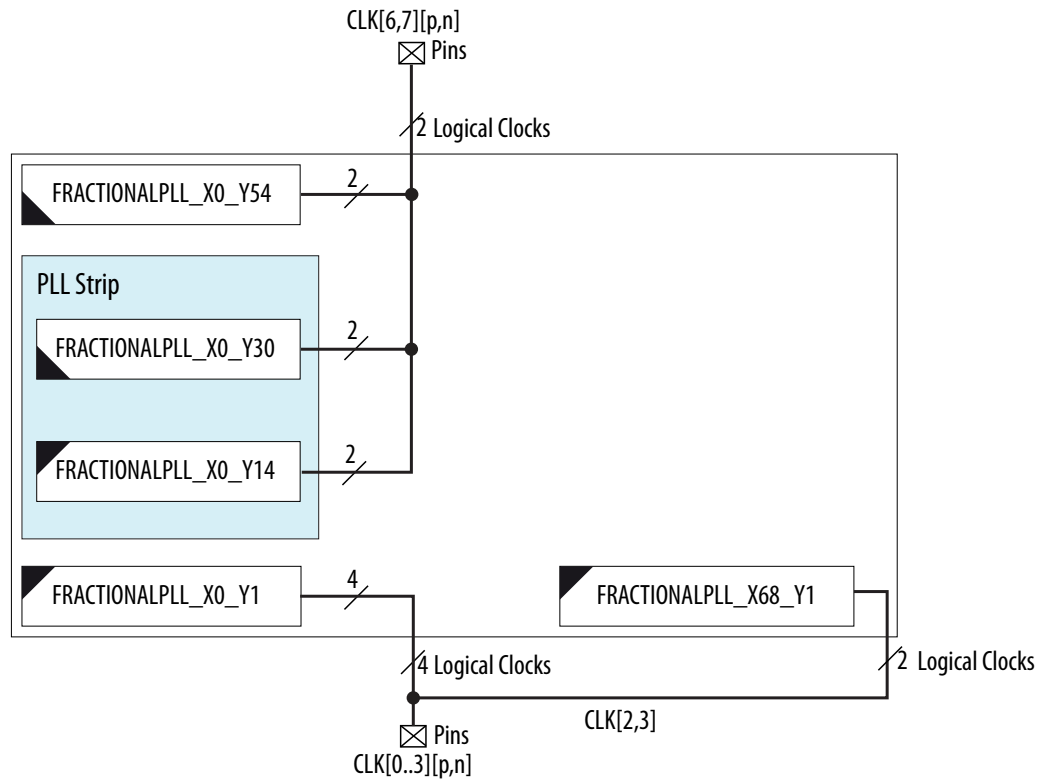 CLK[6,7][p,n]
Pins
2 Logical Clocks
FRACTIONALPLL_X0_Y54
2
PLL Strip
FRACTIONALPLL_X0_Y30
2
FRACTIONALPLL_X0_Y14
2
FRACTIONALPLL_X0_Y1
4
FRACTIONALPLL_X68_Y1
4 Logical Clocks
2 Logical Clocks
CLK[2,3]
Pins
CLK[0..3][p,n]